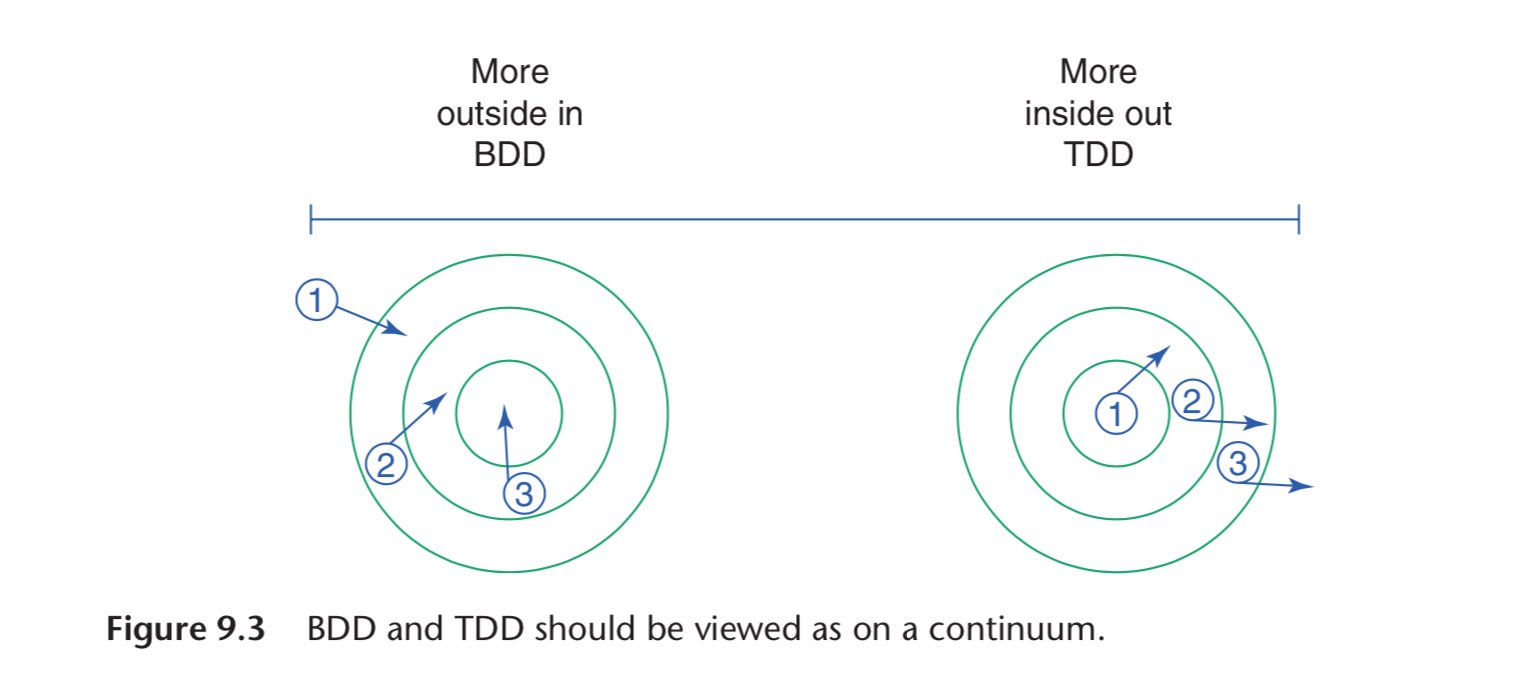 More
outside in
BDD
More
inside out
TDD
1
2
3
1
2
3
Figure 9.3 BDD and TDD should be viewed as on a continuum.